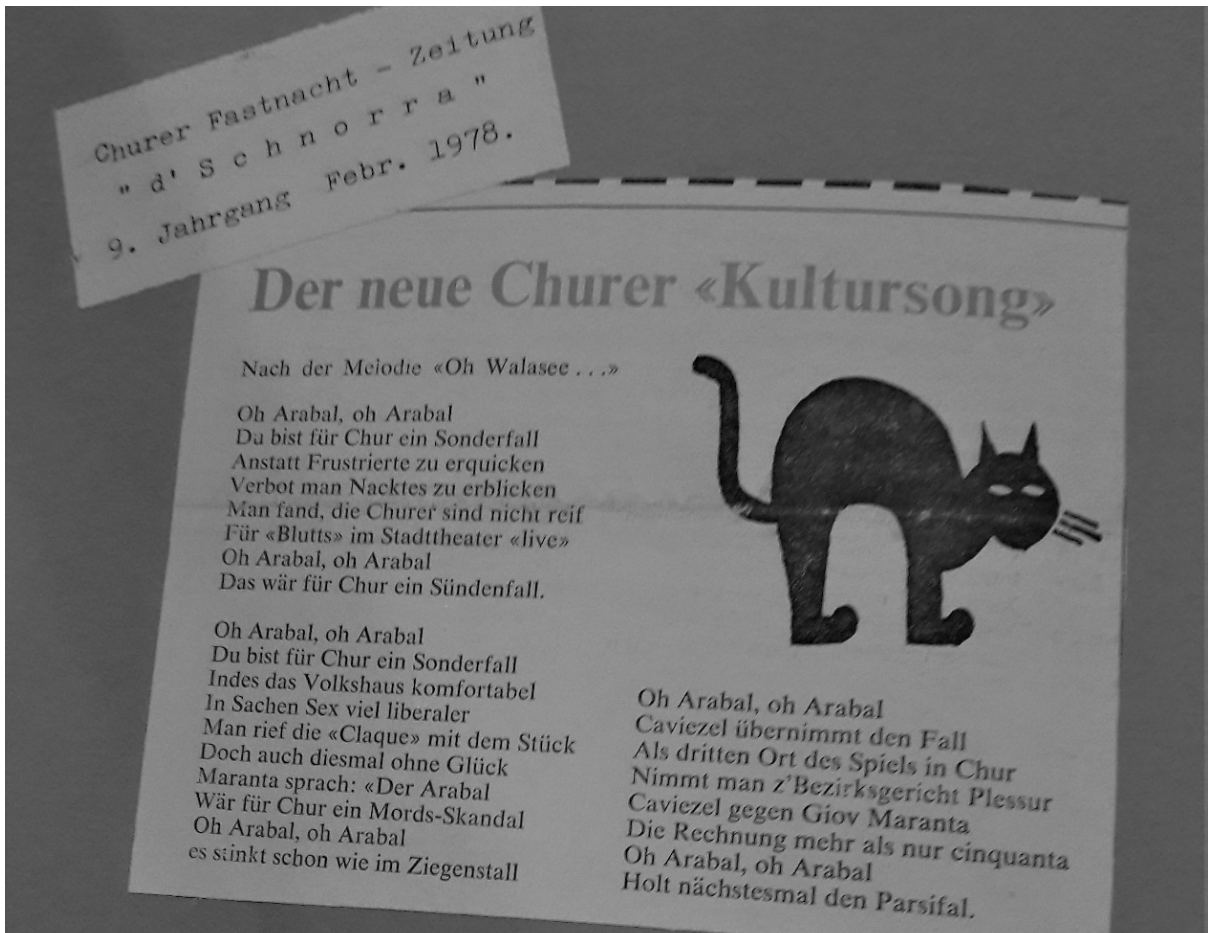 Churer Fastnacht - Zeitung
" d' S c h n o r r a "
9. Jahrgang Febr. 1978.
Der neue Churer «Kultursong»
Nach der Melodie «Oh Walasee . . .»
Oh Arabal, oh Arabal
Du bist für Chur ein Sonderfall
Anstatt Frustrierte zu erquicken
Verbot man Nacktes zu erblicken
Man fand, die Churer sind nicht reif
Für «Blutts» im Stadttheater «live»
Oh Arabal, oh Arabal
Das wär für Chur ein Sündenfall.
Oh Arabal, oh Arabal
Du bist für Chur ein Sonderfall
Indes das Volkshaus komfortabel
In Sachen Sex viel liberaler
Man rief die «Claque» mit dem Stück
Doch auch diesmal ohne Glück
Maranta sprach: «Der Arabal
Wär für Chur ein Mords-Skandal
Oh Arabal, oh Arabal
es stinkt schon wie im Ziegenstall
Oh Arabal, oh Arabal
Caviezel übernimmt den Fall
Als dritten Ort des Spiels in Chur
Nimmt man z'Bezirksgericht Plessur
Caviezel gegen Giov Maranta
Die Rechnung mehr als nur cinquanta
Oh Arabal, oh Arabal
Holt nächstesmal den Parsifal.